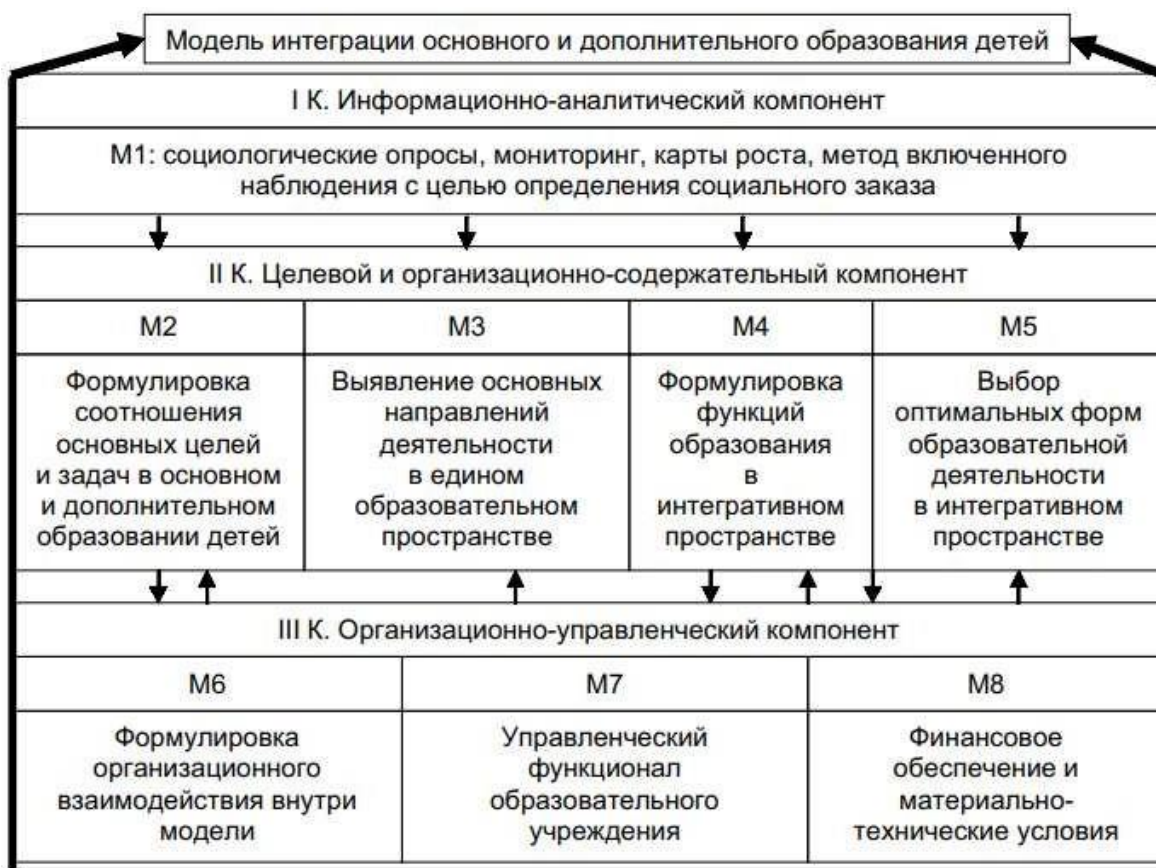 Модель интеграции основного и дополнительного образования детей
I К. Информационно-аналитический компонент
М1: социологические опросы, мониторинг, карты роста, метод включенного
наблюдения с целью определения социального заказа
II К. Целевой и организационно-содержательный компонент
М2
М3
М4
М5
Формулировка
соотношения
основных целей
и задач в основном
и дополнительном
образовании детей
Выявление основных
направлений
деятельности
в едином
образовательном
пространстве
Формулировка
функций
образования
в
интегративном
пространстве
Выбор
оптимальных форм
образовательной
деятельности
в интегративном
пространстве
III К. Организационно-управленческий компонент
М6
М7
М8
Формулировка
организационного
взаимодействия внутри
модели
Управленческий
функционал
образовательного
учреждения
Финансовое
обеспечение и
материально-
технические условия